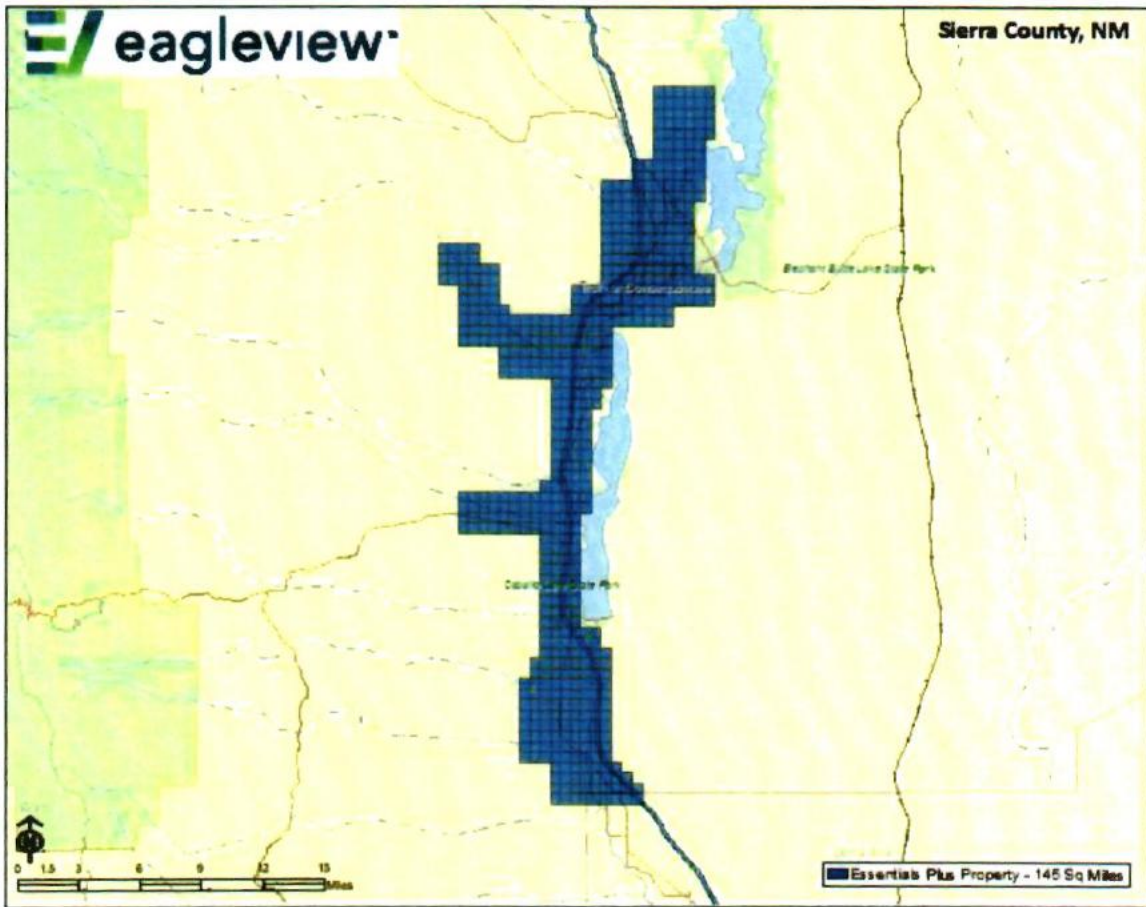 eagleview™
Sierra County, NM
Elephant Butte Lake State Park
Caballo Lake State Park
0 1.5 3 6 9 12 15
Miles
Essentials Plus Property - 145 Sq Miles